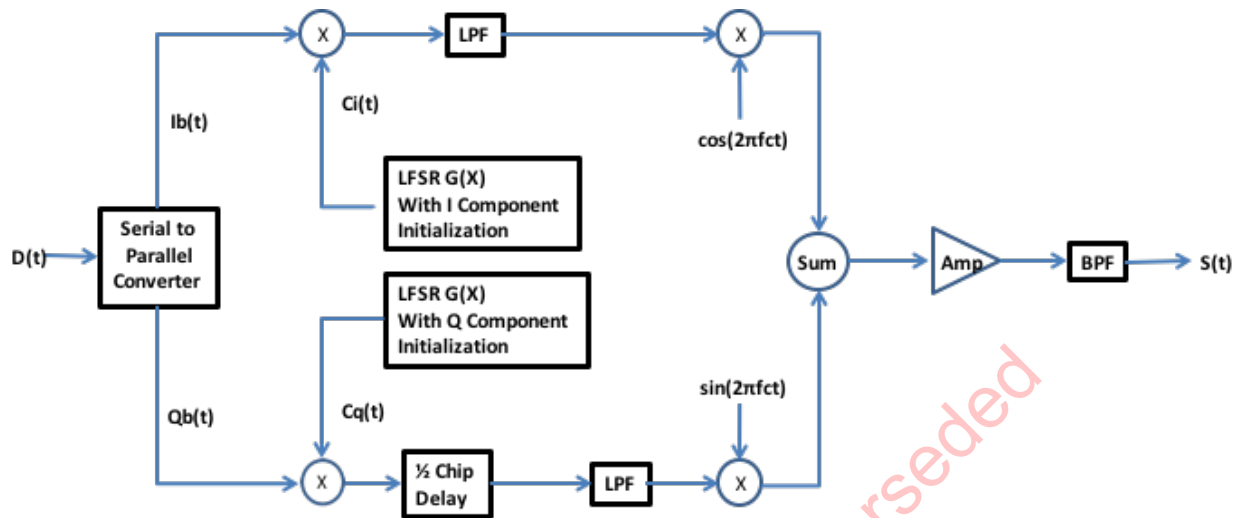 X
LPF
X
Ci(t)
Ib(t)
cos(2πfct)
LFSR G(X)
With I Component
Initialization
Serial to
Parallel
Converter
D(t)
Sum
Amp
BPF
S(t)
LFSR G(X)
With Q Component
Initialization
sin(2πfct)
Qb(t)
Cq(t)
X
½ Chip
Delay
LPF
X
rseded